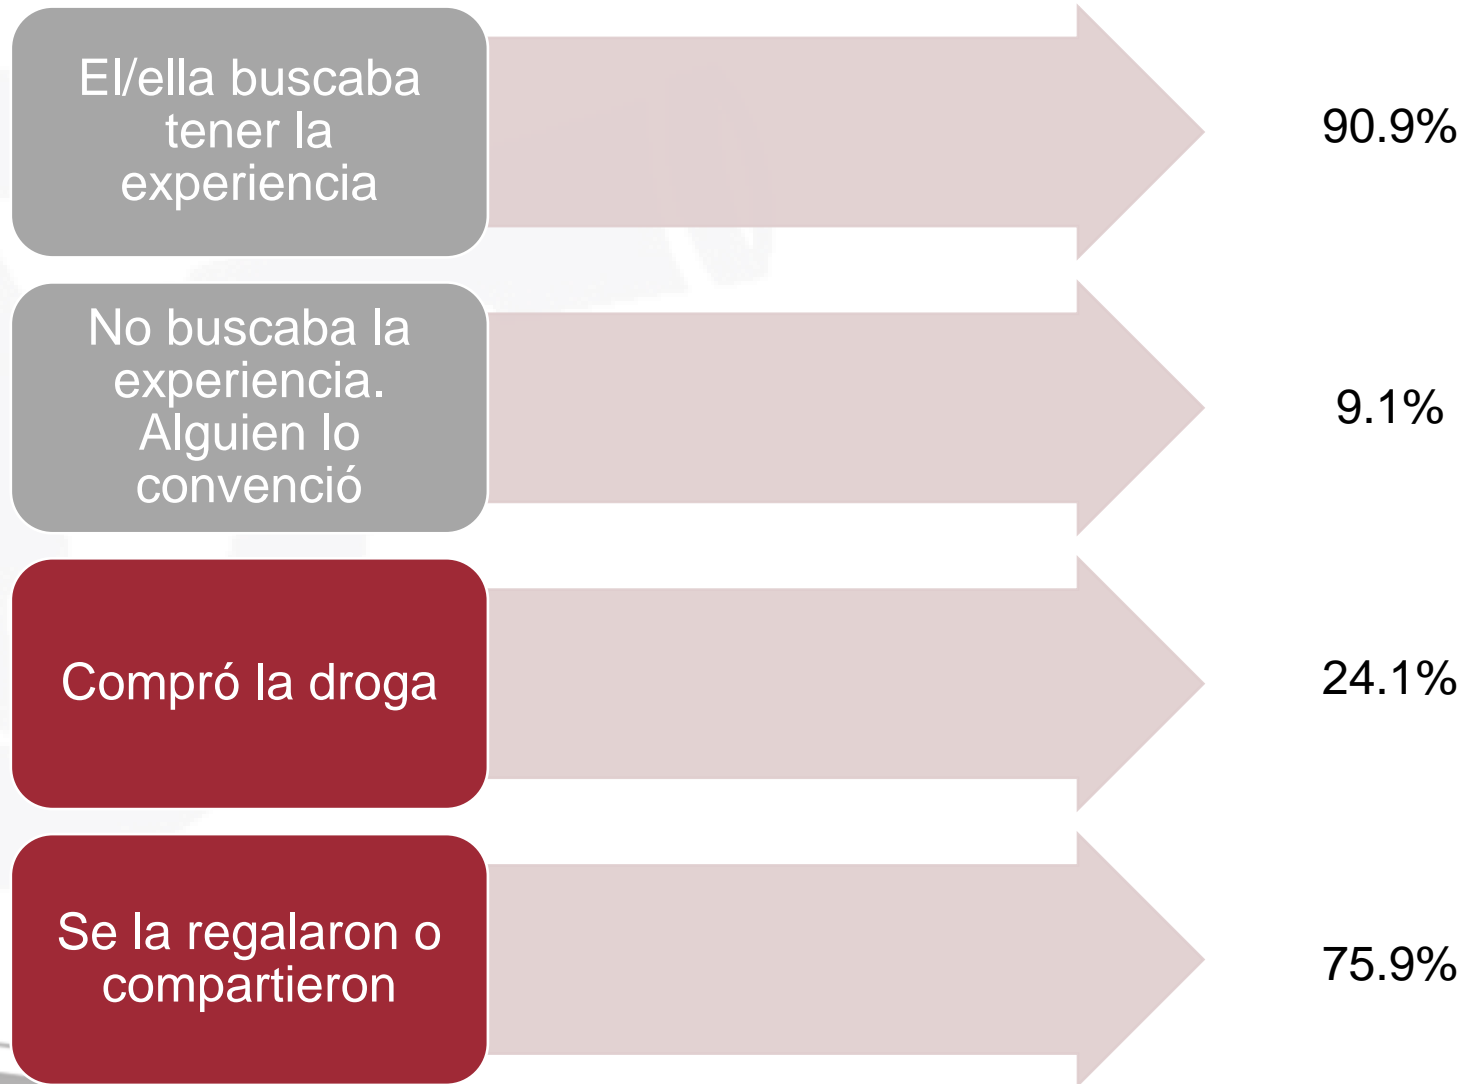 El/ella buscaba
tener la
experiencia
90.9%
No buscaba la
experiencia.
Alguien lo
convenció
9.1%
Compró la droga
24.1%
Se la regalaron o
compartieron
75.9%